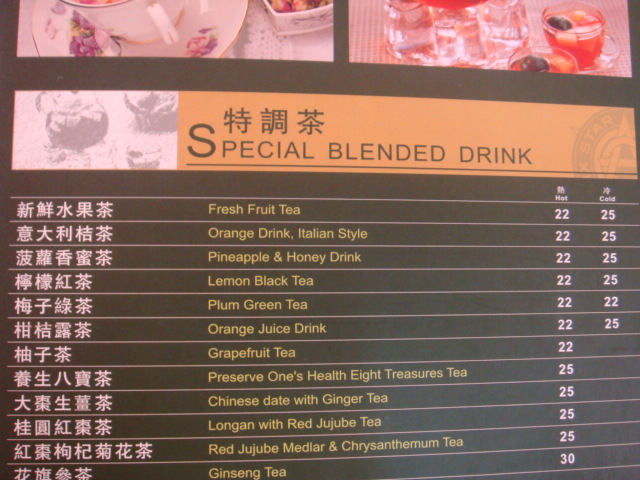 特調茶
SPECIAL BLENDED DRINK
熱 冷
Hot Cold
新鮮水果茶 Fresh Fruit Tea 22 25
意大利桔茶 Orange Drink, Italian Style 22 25
菠蘿香蜜茶 Pineapple & Honey Drink 22 25
檸檬紅茶 Lemon Black Tea 22 25
梅子綠茶 Plum Green Tea 22 22
柑桔露茶 Orange Juice Drink 22 25
柚子茶 Grapefruit Tea 22
養生八寶茶 Preserve One's Health Eight Treasures Tea 25
大棗生薑茶 Chinese date with Ginger Tea 25
桂圓紅棗茶 Longan with Red Jujube Tea 25
紅棗枸杞菊花茶 Red Jujube Medlar & Chrysanthemum Tea 25
花旗參茶 Ginseng Tea 30